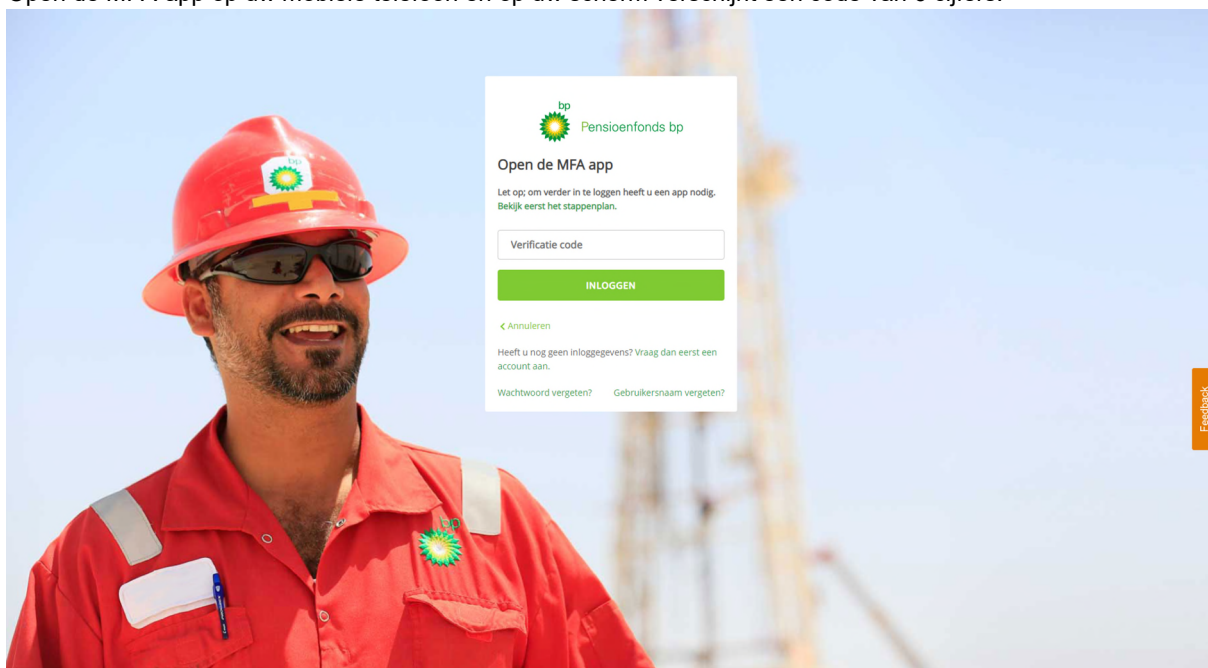 Open de MFA app op uw mobiele telefoon en op uw scherm verschijnt een code van 6 cijfers.
bp
Pensioenfonds bp
Open de MFA app
Let op; om verder in te loggen heeft u een app nodig.
Bekijk eerst het stappenplan.
Verificatie code
INLOGGEN
Annuleren
Heeft u nog geen inloggegevens? Vraag dan eerst een
account aan.
Wachtwoord vergeten? Gebruikersnaam vergeten?
Feedback
bp
bp